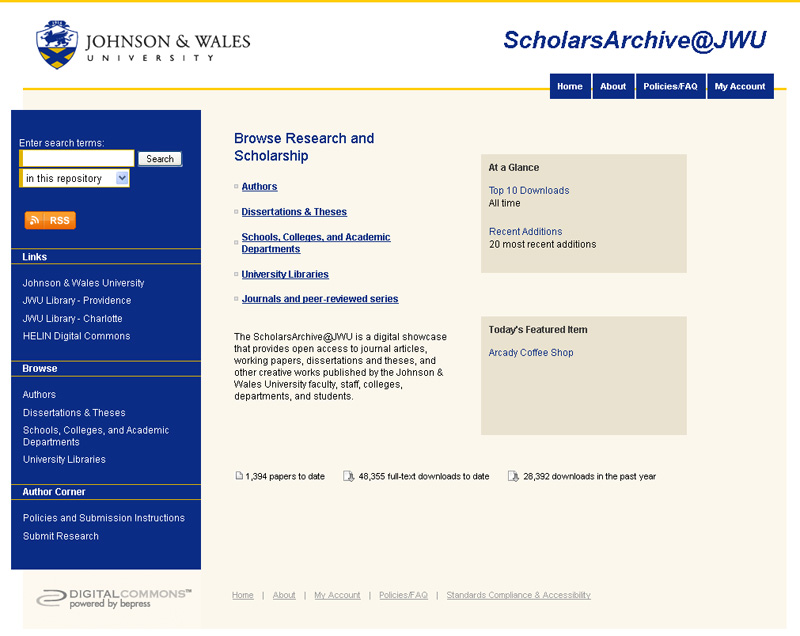 JOHNSON & WALES
UNIVERSITY
ScholarsArchive@JWU
Home
About
Policies/FAQ
My Account
Enter search terms:
Search
in this repository
RSS
Links
Johnson & Wales University
JWU Library - Providence
JWU Library - Charlotte
HELIN Digital Commons
Browse
Authors
Dissertations & Theses
Schools, Colleges, and Academic
Departments
University Libraries
Author Corner
Policies and Submission Instructions
Submit Research
Browse Research and
Scholarship
Authors
Dissertations & Theses
Schools, Colleges, and Academic
Departments
University Libraries
Journals and peer-reviewed series
The ScholarsArchive@JWU is a digital showcase
that provides open access to journal articles,
working papers, dissertations and theses, and
other creative works published by the Johnson &
Wales University faculty, staff, colleges,
departments, and students.
At a Glance
Top 10 Downloads
All time
Recent Additions
20 most recent additions
Today's Featured Item
Arcady Coffee Shop
1,394 papers to date
48,355 full-text downloads to date
28,392 downloads in the past year
DIGITALCOMMONS™
powered by bepress
Home | About | My Account | Policies/FAQ | Standards Compliance & Accessibility